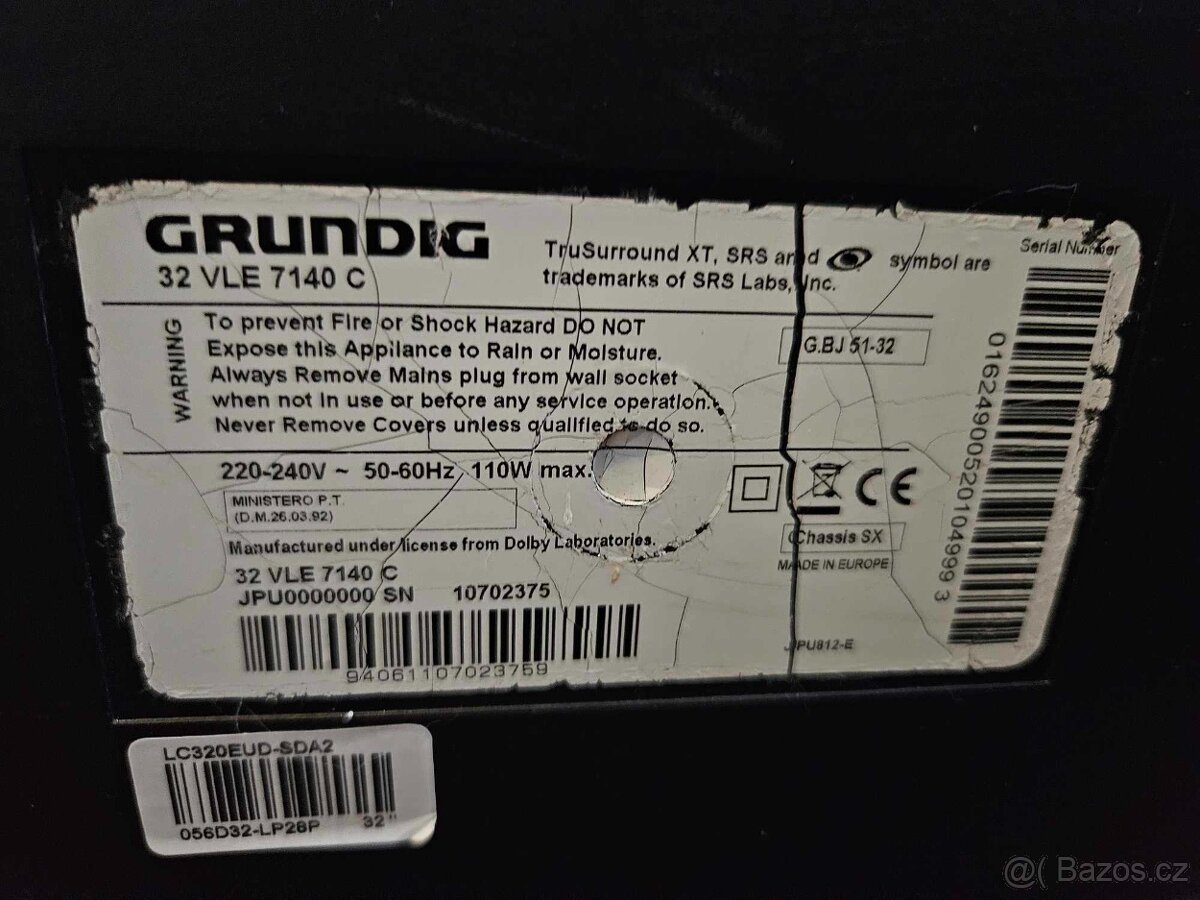 GRUNDIG
32 VLE 7140 C
TruSurround XT, SRS and symbol are
trademarks of SRS Labs, Inc.
Serial Number
WARNING
To prevent Fire or Shock Hazard DO NOT
Expose this Appliance to Rain or Moisture.
Always Remove Mains plug from wall socket
when not in use or before any service operation.
Never Remove Covers unless qualified to do so.
G.BJ 51-32
0162490052010499993
220-240V ~ 50-60Hz 110W max.
MINISTERO P.T.
(D.M.26.03.92)
CE
Chassis SX
MADE IN EUROPE
Manufactured under license from Dolby Laboratories.
32 VLE 7140 C
JPU0000000 SN 10702375
9406110702375​9
JPU812-E
LC320EUD-SDA2
056D32-LP28P 32"
@( Bazos.cz